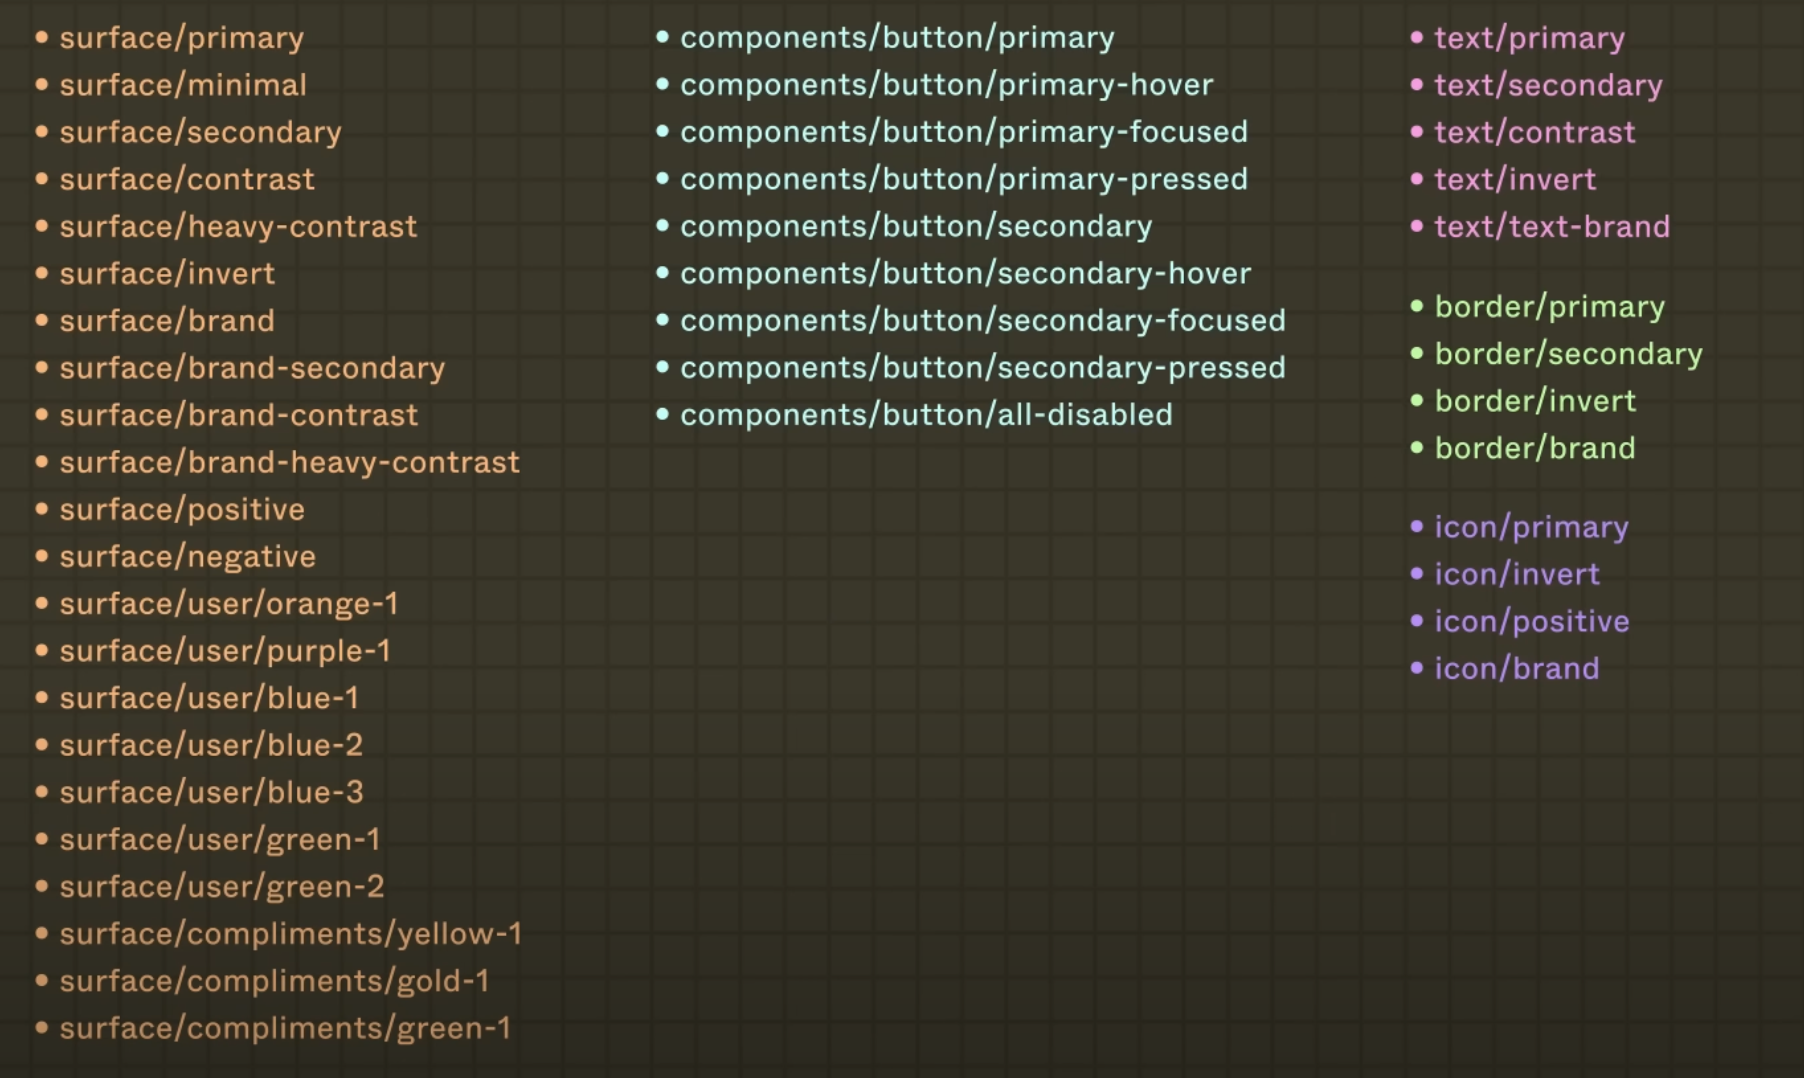 • surface/primary
• surface/minimal
• surface/secondary
• surface/contrast
• surface/heavy-contrast
• surface/invert
• surface/brand
• surface/brand-secondary
• surface/brand-contrast
• surface/brand-heavy-contrast
• surface/positive
• surface/negative
• surface/user/orange-1
• surface/user/purple-1
• surface/user/blue-1
• surface/user/blue-2
• surface/user/blue-3
• surface/user/green-1
• surface/user/green-2
• surface/compliments/yellow-1
• surface/compliments/gold-1
• surface/compliments/green-1
• components/button/primary
• components/button/primary-hover
• components/button/primary-focused
• components/button/primary-pressed
• components/button/secondary
• components/button/secondary-hover
• components/button/secondary-focused
• components/button/secondary-pressed
• components/button/all-disabled
• text/primary
• text/secondary
• text/contrast
• text/invert
• text/text-brand
• border/primary
• border/secondary
• border/invert
• border/brand
• icon/primary
• icon/invert
• icon/positive
• icon/brand